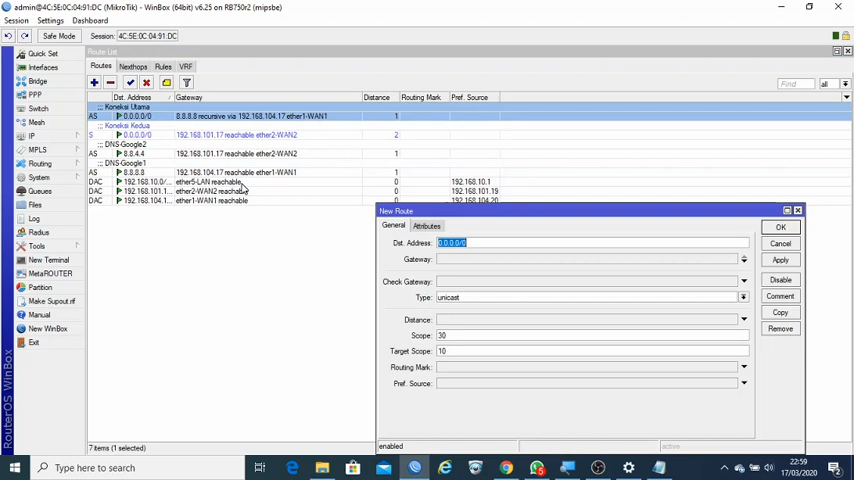 admin@4C:5E:0C:04:91:DC (MikroTik) - WinBox (64bit) v6.25 on RB750r2 (mipsbe)
Session Settings Dashboard
Safe Mode Session: 4C:5E:0C:04:91:DC
Quick Set
Interfaces
Bridge
PPP
Switch
Mesh
IP
MPLS
Routing
System
Queues
Files
Log
Radius
Tools
New Terminal
MetaROUTER
Partition
Make Supout.rif
Manual
New WinBox
Exit
RouterOS WinBox
Route List
Routes Nexthops Rules VRF
Find all
Dst. Address Gateway Distance Routing Mark Pref. Source
;;; Koneksi Utama
AS 0.0.0.0/0 8.8.8.8 recursive via 192.168.104.17 ether1-WAN1 1
;;; Koneksi Kedua
S 0.0.0.0/0 192.168.101.17 reachable ether2-WAN2 2
;;; DNS-Google2
AS 8.8.4.4 192.168.101.17 reachable ether2-WAN2 1
;;; DNS-Google1
AS 8.8.8.8 192.168.104.17 reachable ether1-WAN1 1
DAC 192.168.10.0/... ether5-LAN reachable 0 192.168.10.1
DAC 192.168.101.1... ether2-WAN2 reachable 0 192.168.101.19
DAC 192.168.104.1... ether1-WAN1 reachable 0 192.168.104.20
7 items (1 selected)
New Route
General Attributes
Dst. Address: 0.0.0.0/0
Gateway:
Check Gateway:
Type: unicast
Distance:
Scope: 30
Target Scope: 10
Routing Mark:
Pref. Source:
OK
Cancel
Apply
Disable
Comment
Copy
Remove
enabled active
Type here to search
22:59
17/03/2020
2